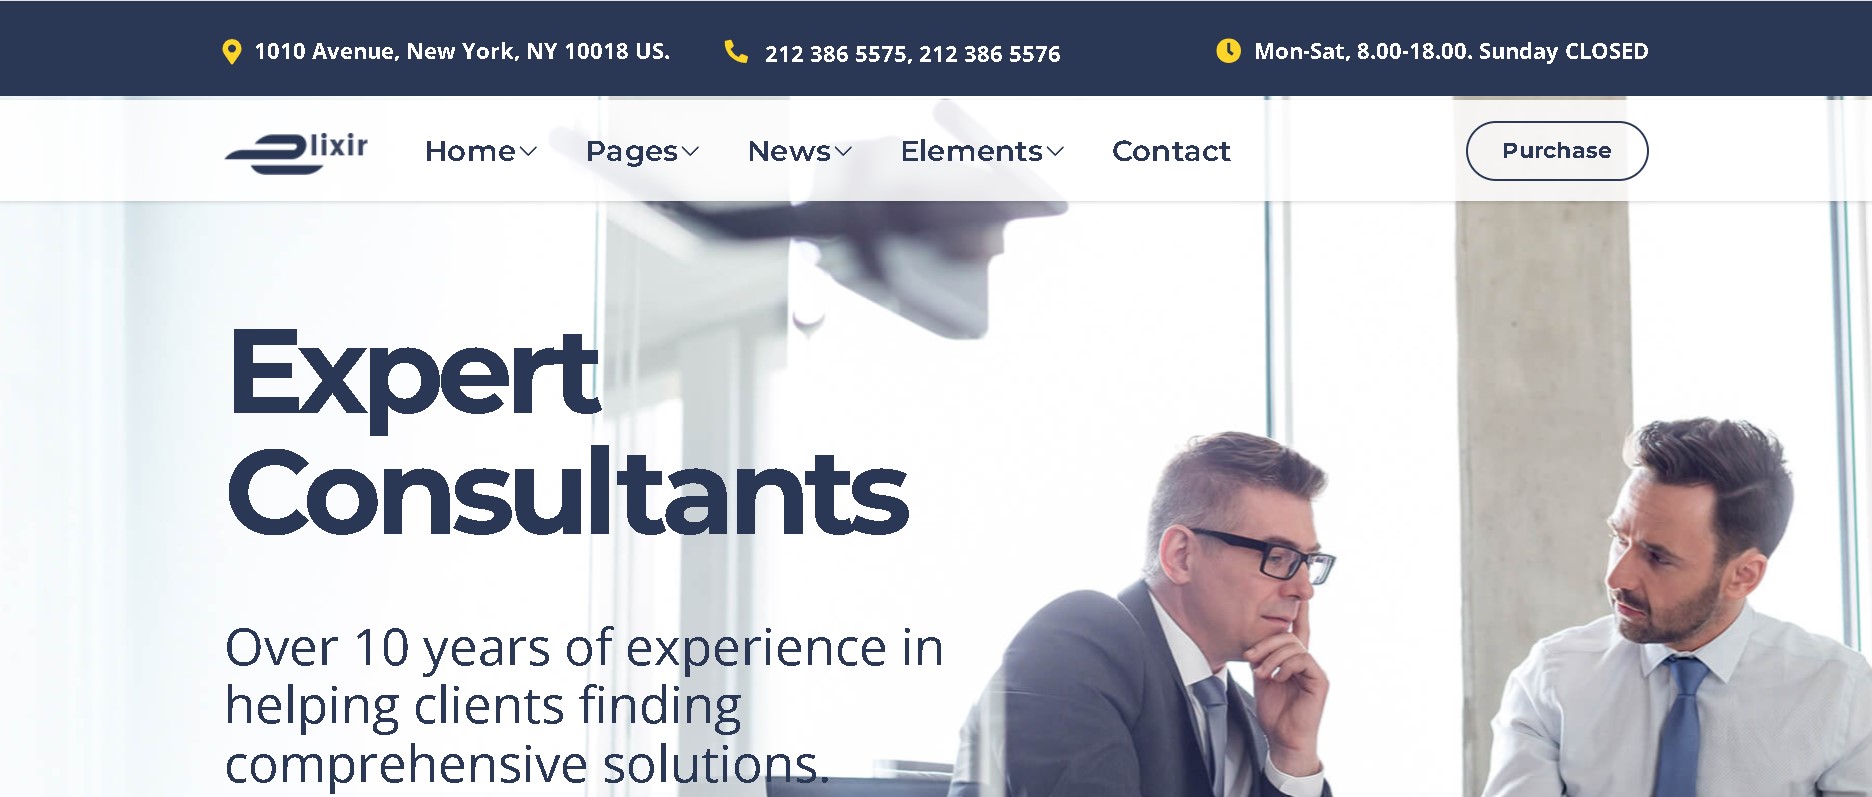 1010 Avenue, New York, NY 10018 US.
212 386 5575, 212 386 5576
Mon-Sat, 8.00-18.00. Sunday CLOSED
elixir
Home
Pages
News
Elements
Contact
Purchase
Expert
Consultants
Over 10 years of experience in
helping clients finding
comprehensive solutions.